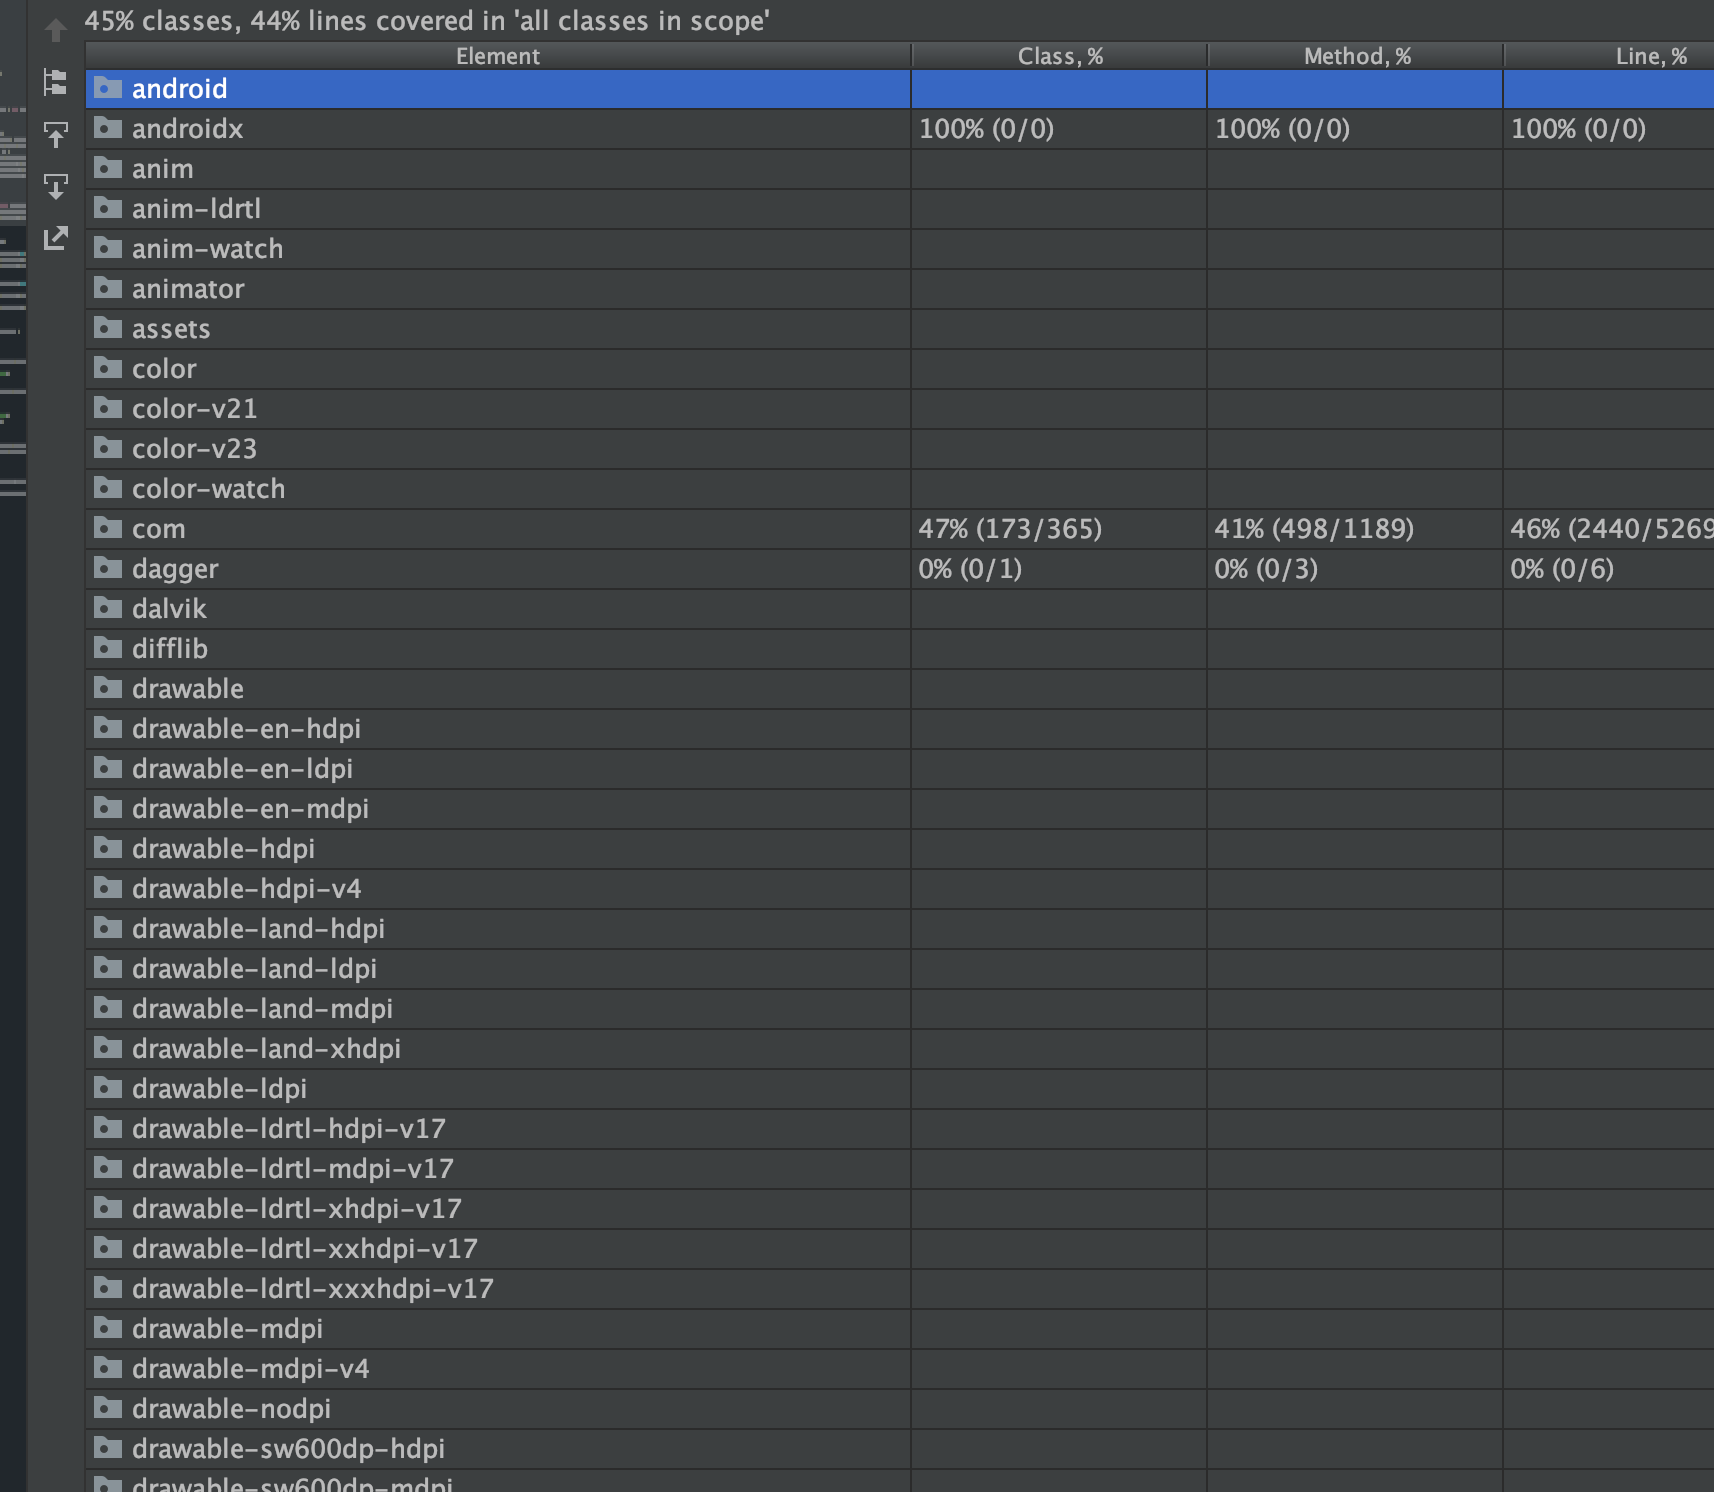 45% classes, 44% lines covered in 'all classes in scope'
Element Class, % Method, % Line, %
android
androidx 100% (0/0) 100% (0/0) 100% (0/0)
anim
anim-ldrtl
anim-watch
animator
assets
color
color-v21
color-v23
color-watch
com 47% (173/365) 41% (498/1189) 46% (2440/5269
dagger 0% (0/1) 0% (0/3) 0% (0/6)
dalvik
difflib
drawable
drawable-en-hdpi
drawable-en-ldpi
drawable-en-mdpi
drawable-hdpi
drawable-hdpi-v4
drawable-land-hdpi
drawable-land-ldpi
drawable-land-mdpi
drawable-land-xhdpi
drawable-ldpi
drawable-ldrtl-hdpi-v17
drawable-ldrtl-mdpi-v17
drawable-ldrtl-xhdpi-v17
drawable-ldrtl-xxhdpi-v17
drawable-ldrtl-xxxhdpi-v17
drawable-mdpi
drawable-mdpi-v4
drawable-nodpi
drawable-sw600dp-hdpi
drawable-sw600dp-mdpi